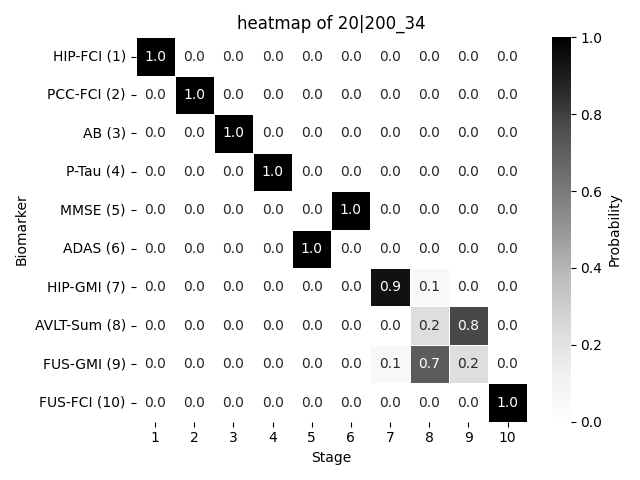 heatmap of 20|200_34
HIP-FCI (1) 1.0 0.0 0.0 0.0 0.0 0.0 0.0 0.0 0.0 0.0
PCC-FCI (2) 0.0 1.0 0.0 0.0 0.0 0.0 0.0 0.0 0.0 0.0
AB (3) 0.0 0.0 1.0 0.0 0.0 0.0 0.0 0.0 0.0 0.0
P-Tau (4) 0.0 0.0 0.0 1.0 0.0 0.0 0.0 0.0 0.0 0.0
MMSE (5) 0.0 0.0 0.0 0.0 0.0 1.0 0.0 0.0 0.0 0.0
ADAS (6) 0.0 0.0 0.0 0.0 1.0 0.0 0.0 0.0 0.0 0.0
HIP-GMI (7) 0.0 0.0 0.0 0.0 0.0 0.0 0.9 0.1 0.0 0.0
AVLT-Sum (8) 0.0 0.0 0.0 0.0 0.0 0.0 0.0 0.2 0.8 0.0
FUS-GMI (9) 0.0 0.0 0.0 0.0 0.0 0.0 0.1 0.7 0.2 0.0
FUS-FCI (10) 0.0 0.0 0.0 0.0 0.0 0.0 0.0 0.0 0.0 1.0
1 2 3 4 5 6 7 8 9 10
Stage
Biomarker
1.0
0.8
0.6
0.4
0.2
0.0
Probability